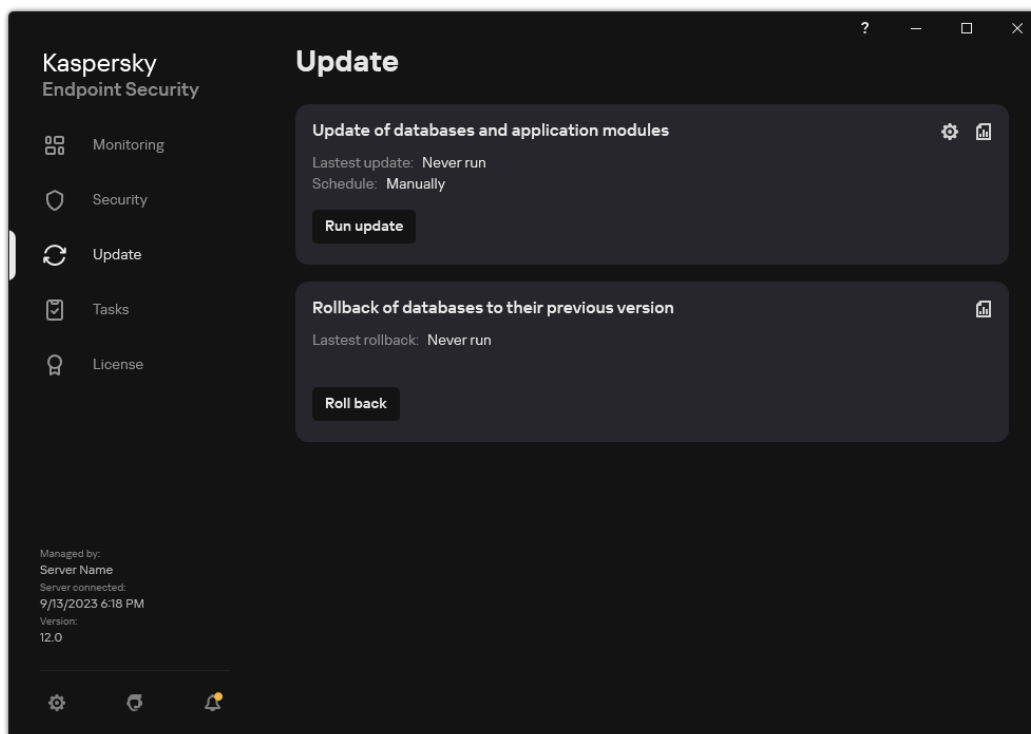 ?
Kaspersky
Endpoint Security
Monitoring
Security
Update
Tasks
License
Managed by:
Server Name
Server connected:
9/13/2023 6:18 PM
Version:
12.0
Update
Update of databases and application modules
Lastest update: Never run
Schedule: Manually
Run update
Rollback of databases to their previous version
Lastest rollback: Never run
Roll back